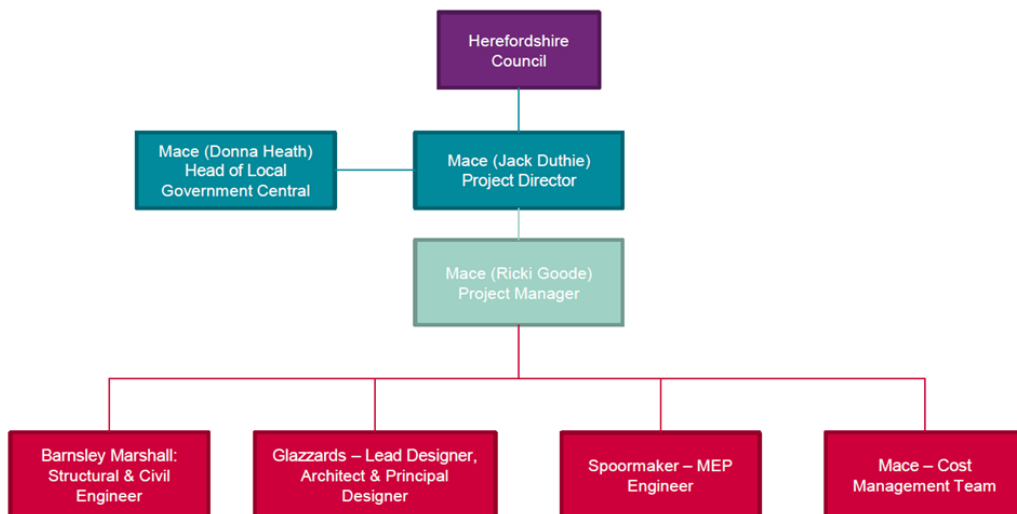 Herefordshire
Council
Mace (Donna Heath)
Head of Local
Government Central
Mace (Jack Duthie)
Project Director
Mace (Ricki Goode)
Project Manager
Barnsley Marshall:
Structural & Civil
Engineer
Glazzards – Lead Designer,
Architect & Principal
Designer
Spoormaker – MEP
Engineer
Mace – Cost
Management Team